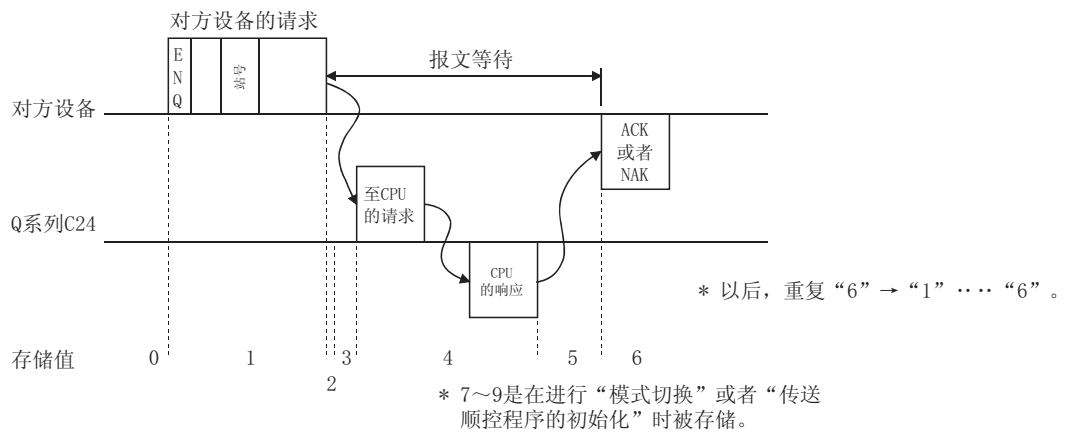 对方设备的请求
E
N
Q
站号
报文等待
对方设备
ACK
或者
NAK
至CPU
的请求
Q系列C24
CPU
的响应
* 以后，重复“6”→“1”‥‥“6”。
存储值 0 1 2 3 4 5 6
* 7～9是在进行“模式切换”或者“传送
顺控程序的初始化”时被存储。